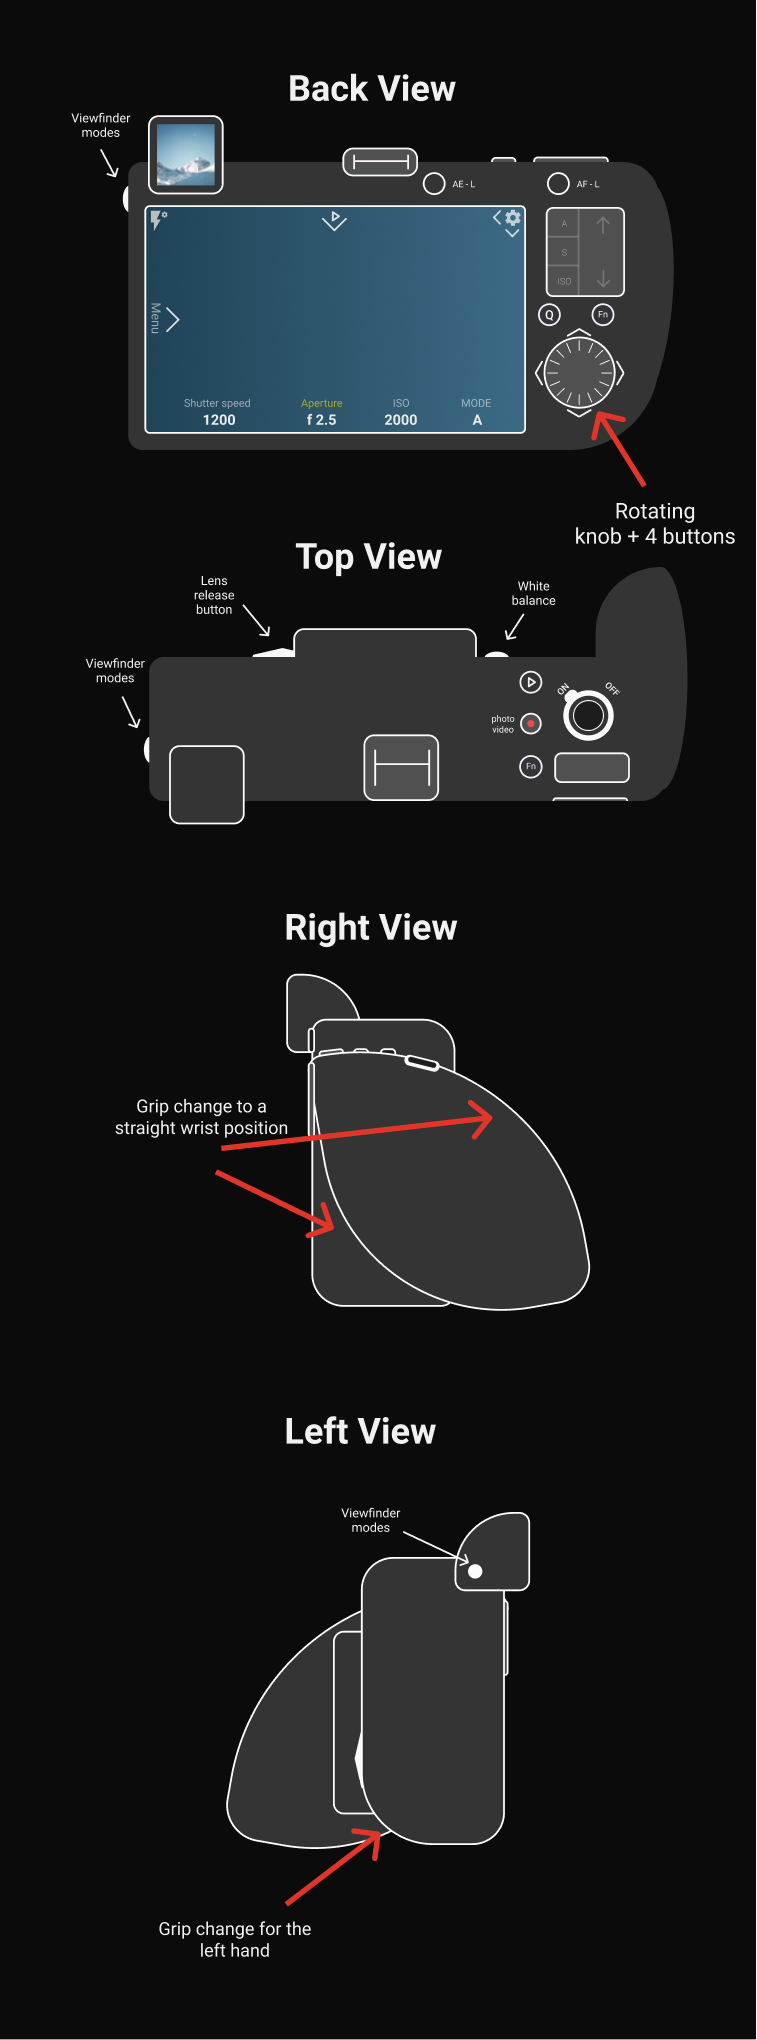 Back View
Viewfinder
modes
AE - L
AF - L
A
S
ISO
Menu
Q
Fn
Shutter speed
Aperture
ISO
MODE
1200
f 2.5
2000
A
Rotating
knob + 4 buttons
Top View
Lens
release
button
White
balance
Viewfinder
modes
ON
OFF
photo
video
Fn
Right View
Grip change to a
straight wrist position
Left View
Viewfinder
modes
Grip change for the
left hand